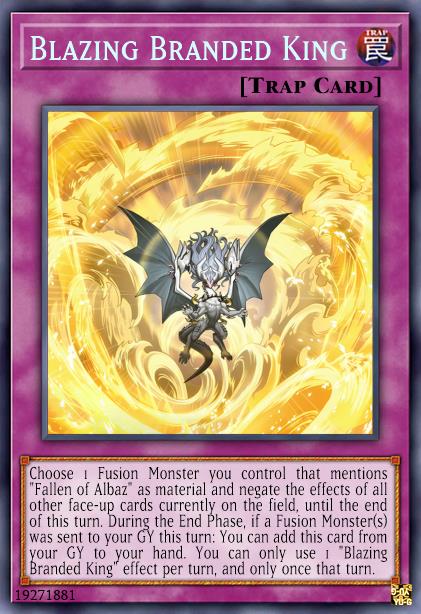 Blazing Branded King
TRAP
罠
[Trap Card]
Choose 1 Fusion Monster you control that mentions
"Fallen of Albaz" as material and negate the effects of all
other face-up cards currently on the field, until the end
of this turn. During the End Phase, if a Fusion Monster(s)
was sent to your GY this turn: You can add this card from
your GY to your hand. You can only use 1 "Blazing
Branded King" effect per turn, and only once that turn.
19271881